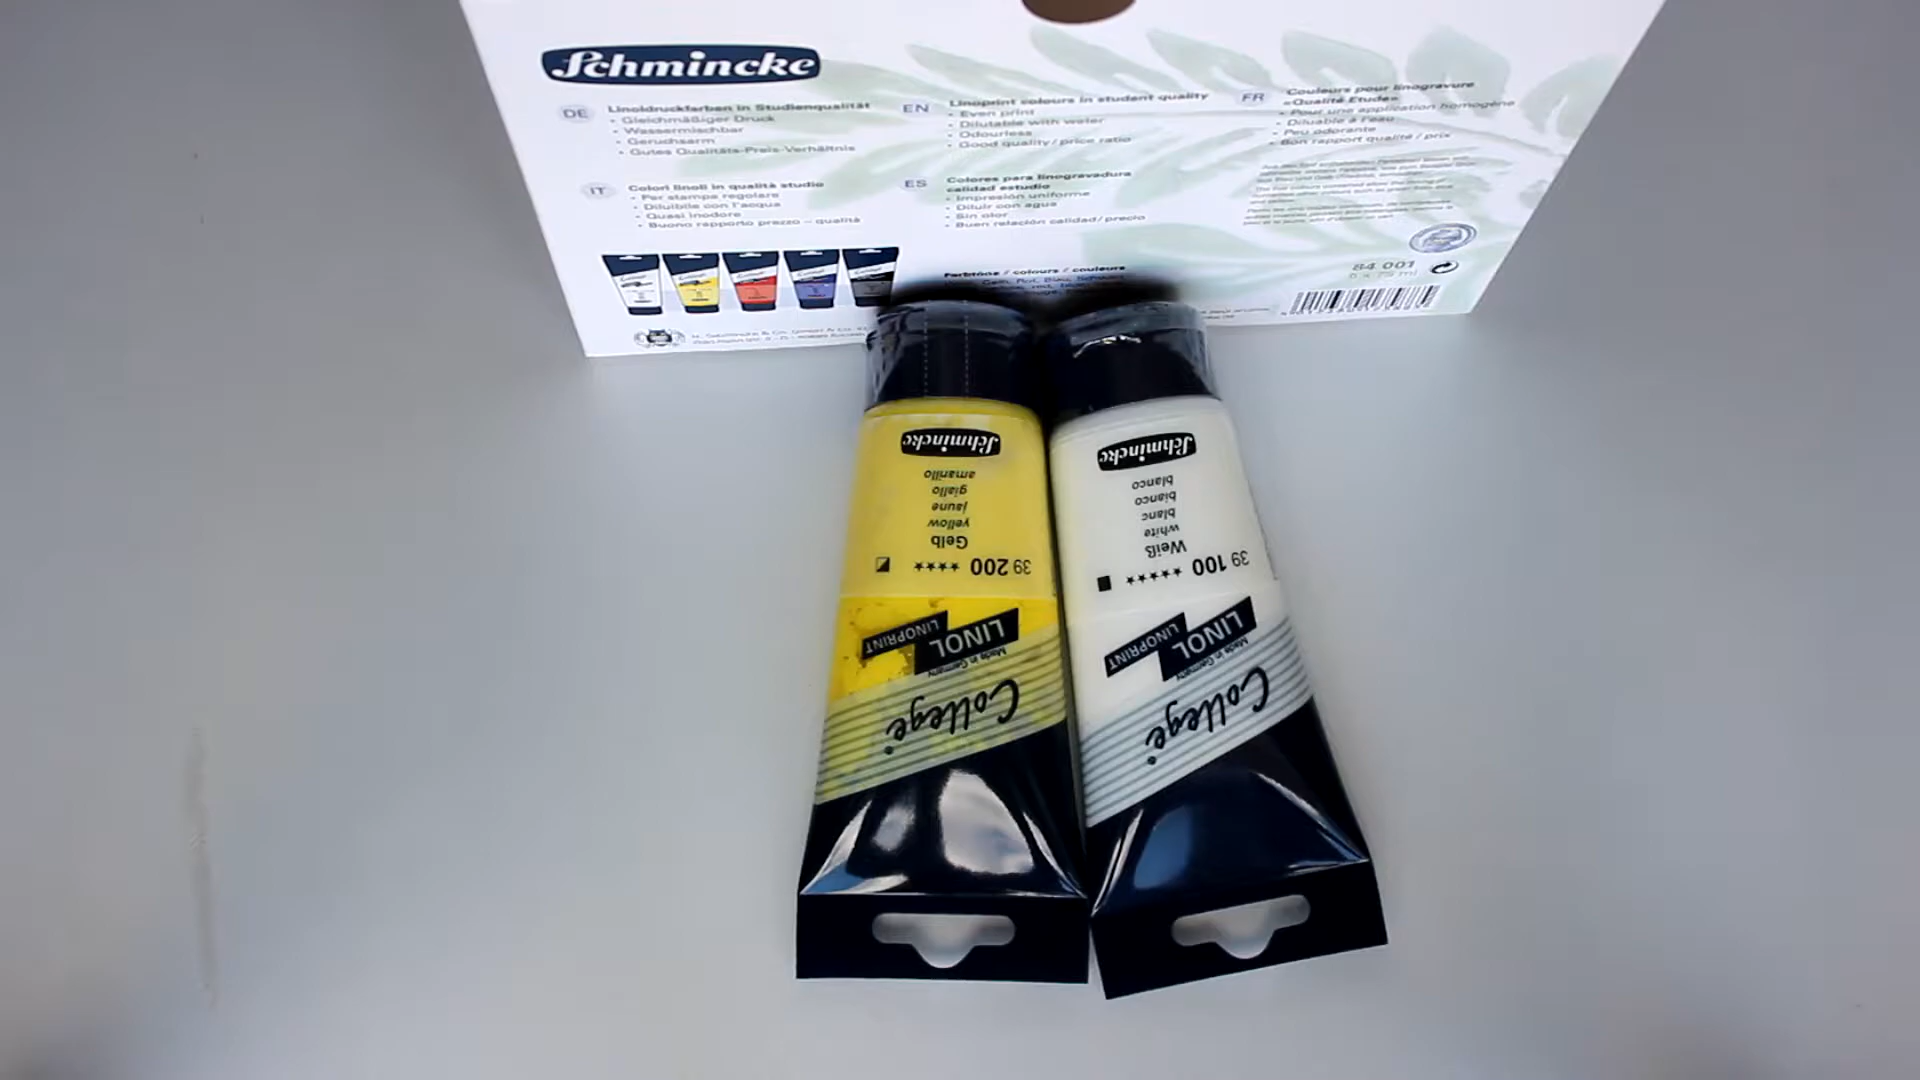 Schmincke
DE
Linoldruckfarben in Studienqualität
• Gleichmäßiger Druck
• Wassermischbar
• Geruchsarm
• Gutes Qualitäts-Preis-Verhältnis
EN
Linoprint colours in student quality
• Even print
• Dilutable with water
• Odourless
• Good quality / price ratio
FR
Couleurs pour linogravure
«Qualité Etude»
• Pour une application homogène
• Diluable à l'eau
• Peu odorante
• Bon rapport qualité / prix
IT
Colori linoli in qualità studio
• Per stampe regolare
• Diluibile con l'acqua
• Quasi inodore
• Buono rapporto prezzo – qualità
ES
Colores para linogravadura
calidad estudio
• Impresión uniforme
• Diluir con agua
• Sin olor
• Buen relación calidad / precio
Farbtöne / colours / couleurs
84 001
5 x 75 ml
Schmincke
amarillo
giallo
jaune
yellow
Gelb
39 200 ★★★★
LINOL
LINOPRINT
Made in Germany
College
Schmincke
blanco
bianco
blanc
white
Weiß
39 100 ★★★★★
LINOL
LINOPRINT
Made in Germany
College